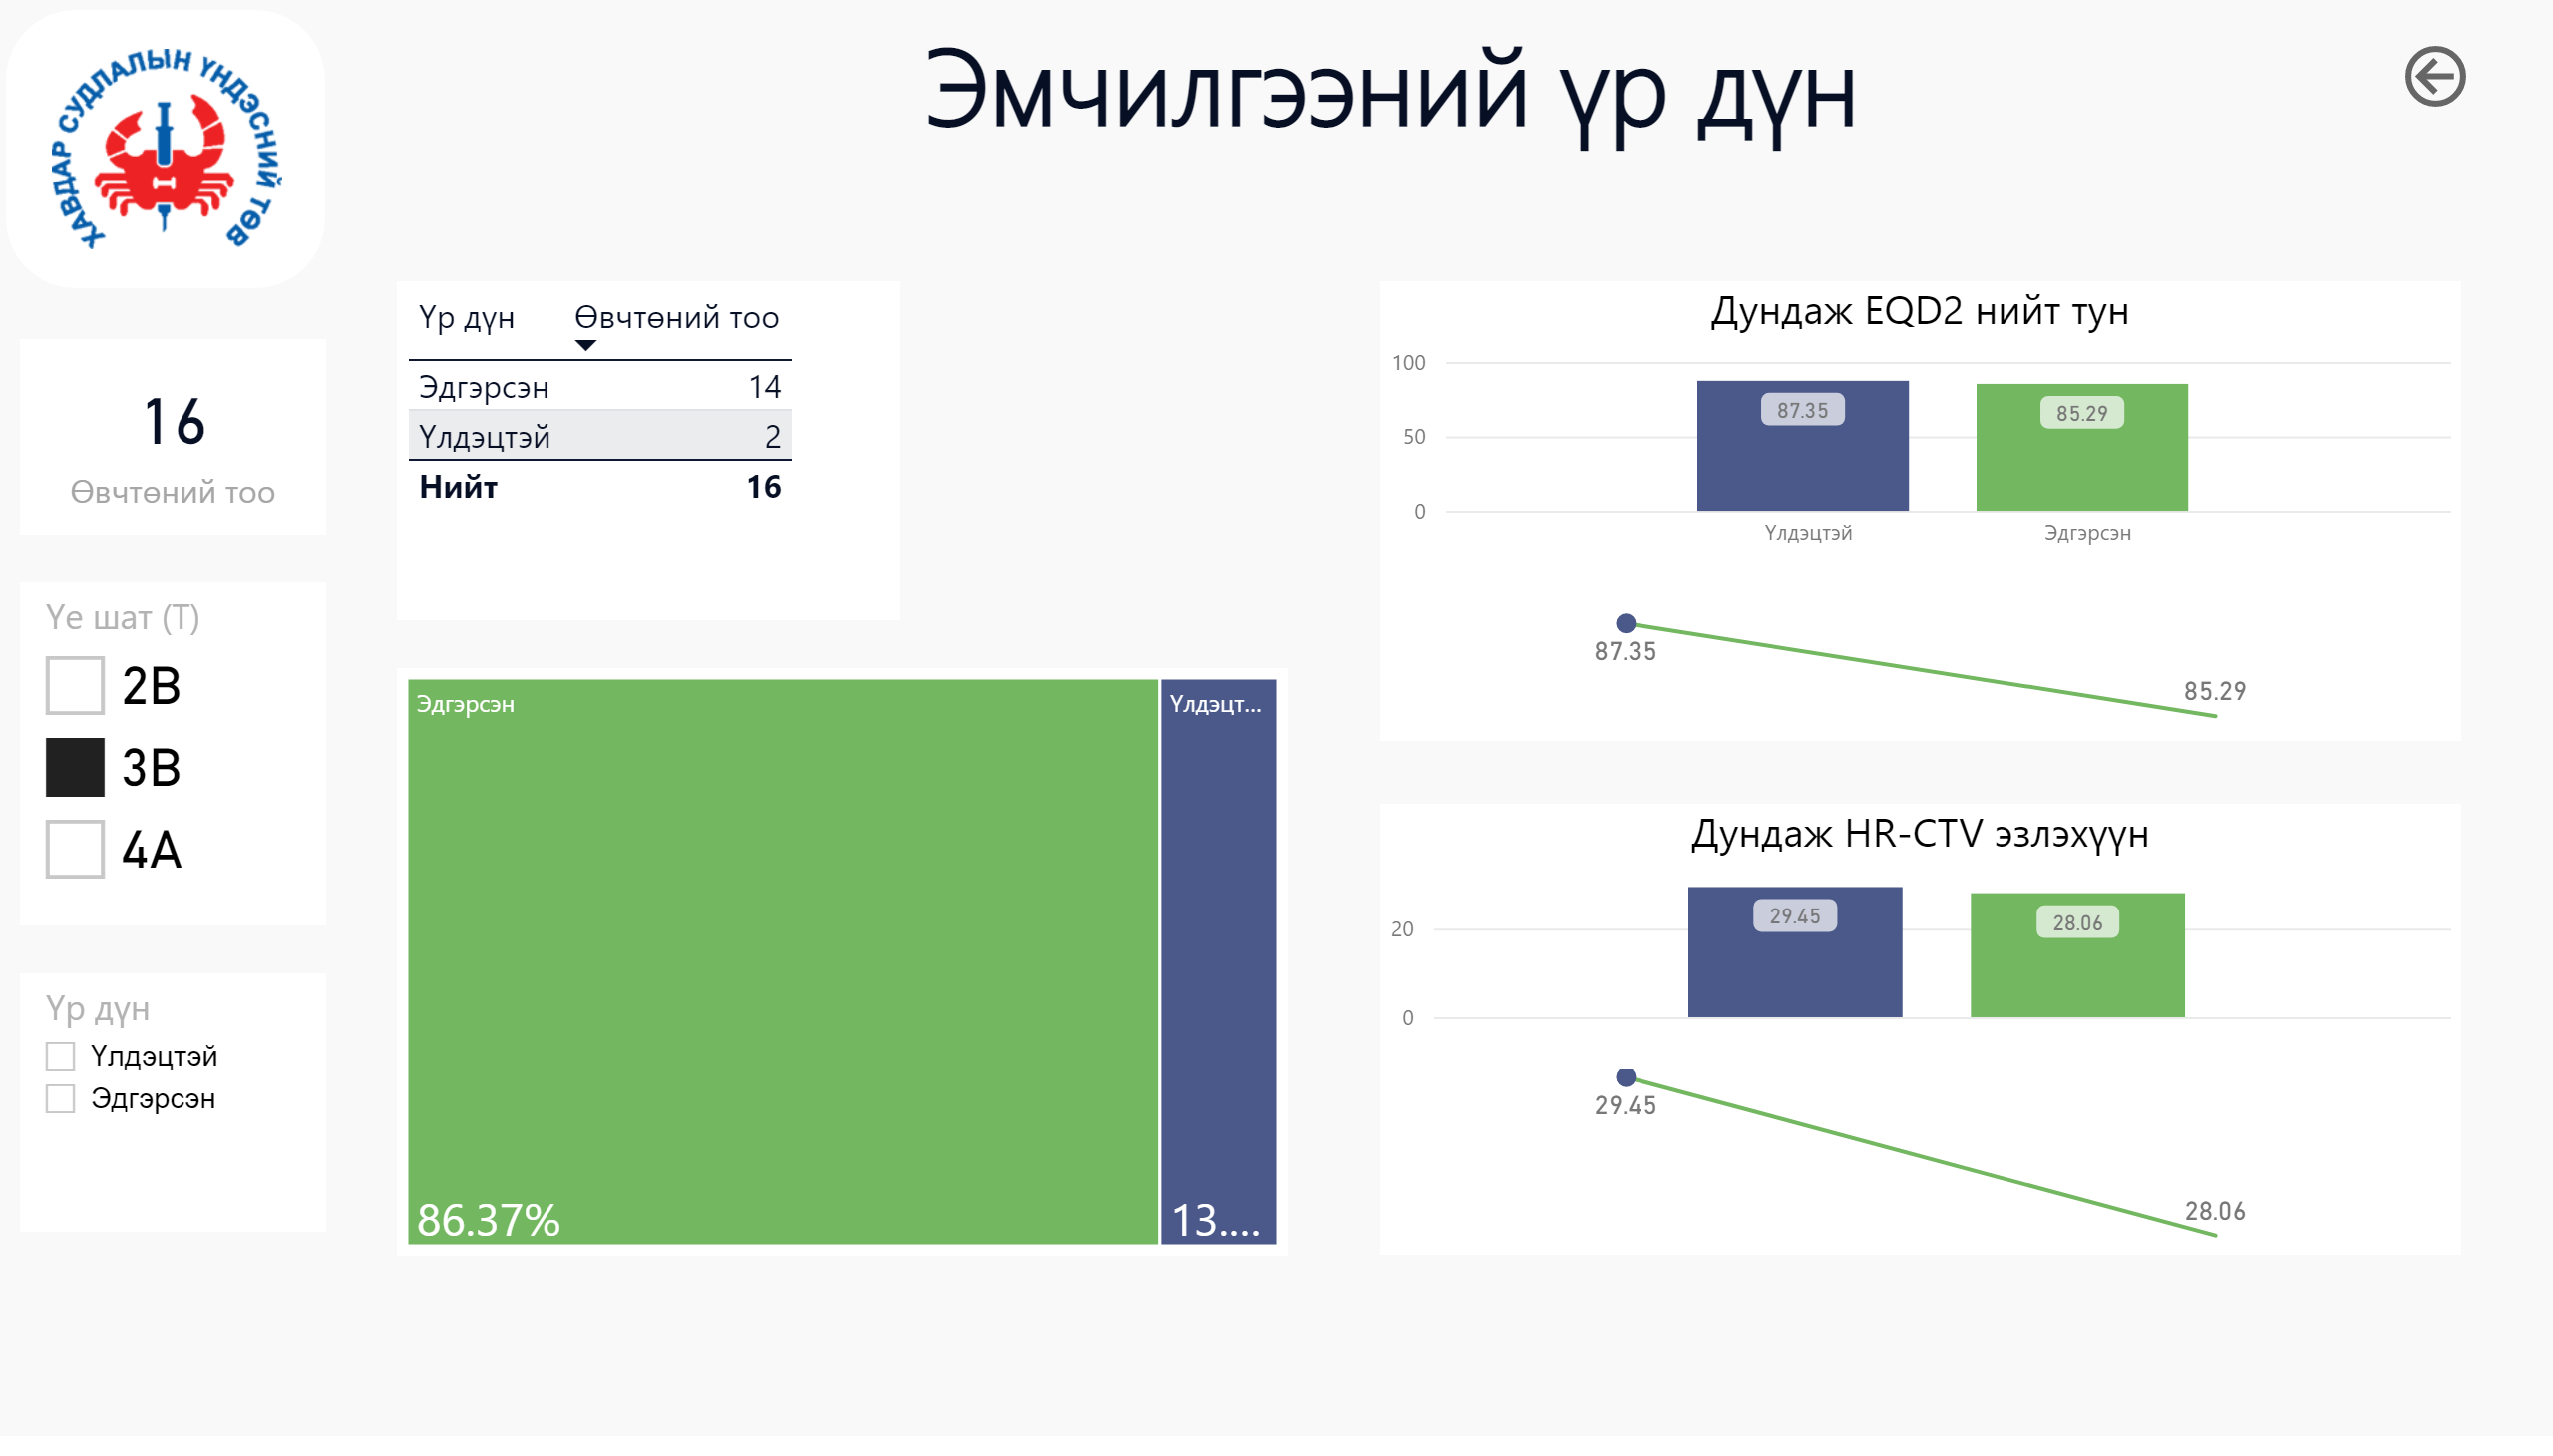 ХАВДАР СУДЛАЛЫН ҮНДЭСНИЙ ТӨВ
Эмчилгээний үр дүн
16
Өвчтөний тоо
Үе шат (T)
2B
3B
4A
Үр дүн
Үлдэцтэй
Эдгэрсэн
Үр дүн Өвчтөний тоо
Эдгэрсэн 14
Үлдэцтэй 2
Нийт 16
Эдгэрсэн Үлдэцт...
86.37% 13....
Дундаж EQD2 нийт тун
100
50
0
87.35 85.29
Үлдэцтэй Эдгэрсэн
87.35
85.29
Дундаж HR-CTV эзлэхүүн
20
0
29.45 28.06
29.45
28.06